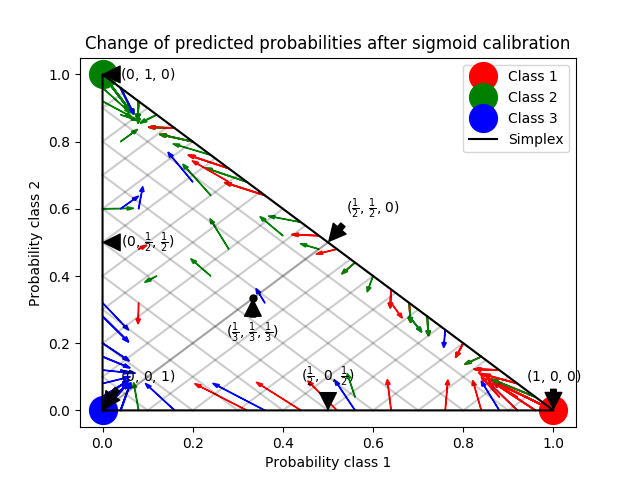 Change of predicted probabilities after sigmoid calibration
Class 1
Class 2
Class 3
Simplex
Probability class 2
1.0
0.8
0.6
0.4
0.2
0.0
(0, 1, 0)
(1/2, 1/2, 0)
(0, 1/2, 1/2)
(1/3, 1/3, 1/3)
(0, 0, 1)
(1/2, 0, 1/2)
(1, 0, 0)
0.0 0.2 0.4 0.6 0.8 1.0
Probability class 1